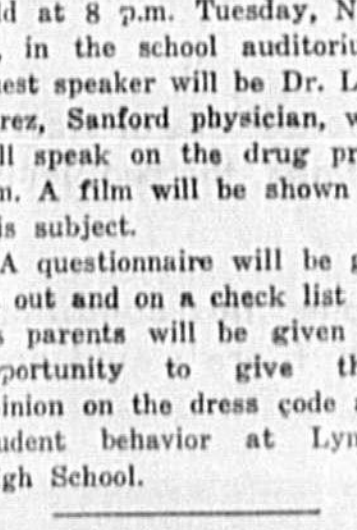 ld at 8 p.m. Tuesday, N
, in the school auditoriu
est speaker will be Dr. L
rez, Sanford physician, w
ll speak on the drug pr
m. A film will be shown
is subject.
A questionnaire will be g
out and on a check list
s parents will be given
portunity to give th
inion on the dress code a
udent behavior at Lym
gh School.